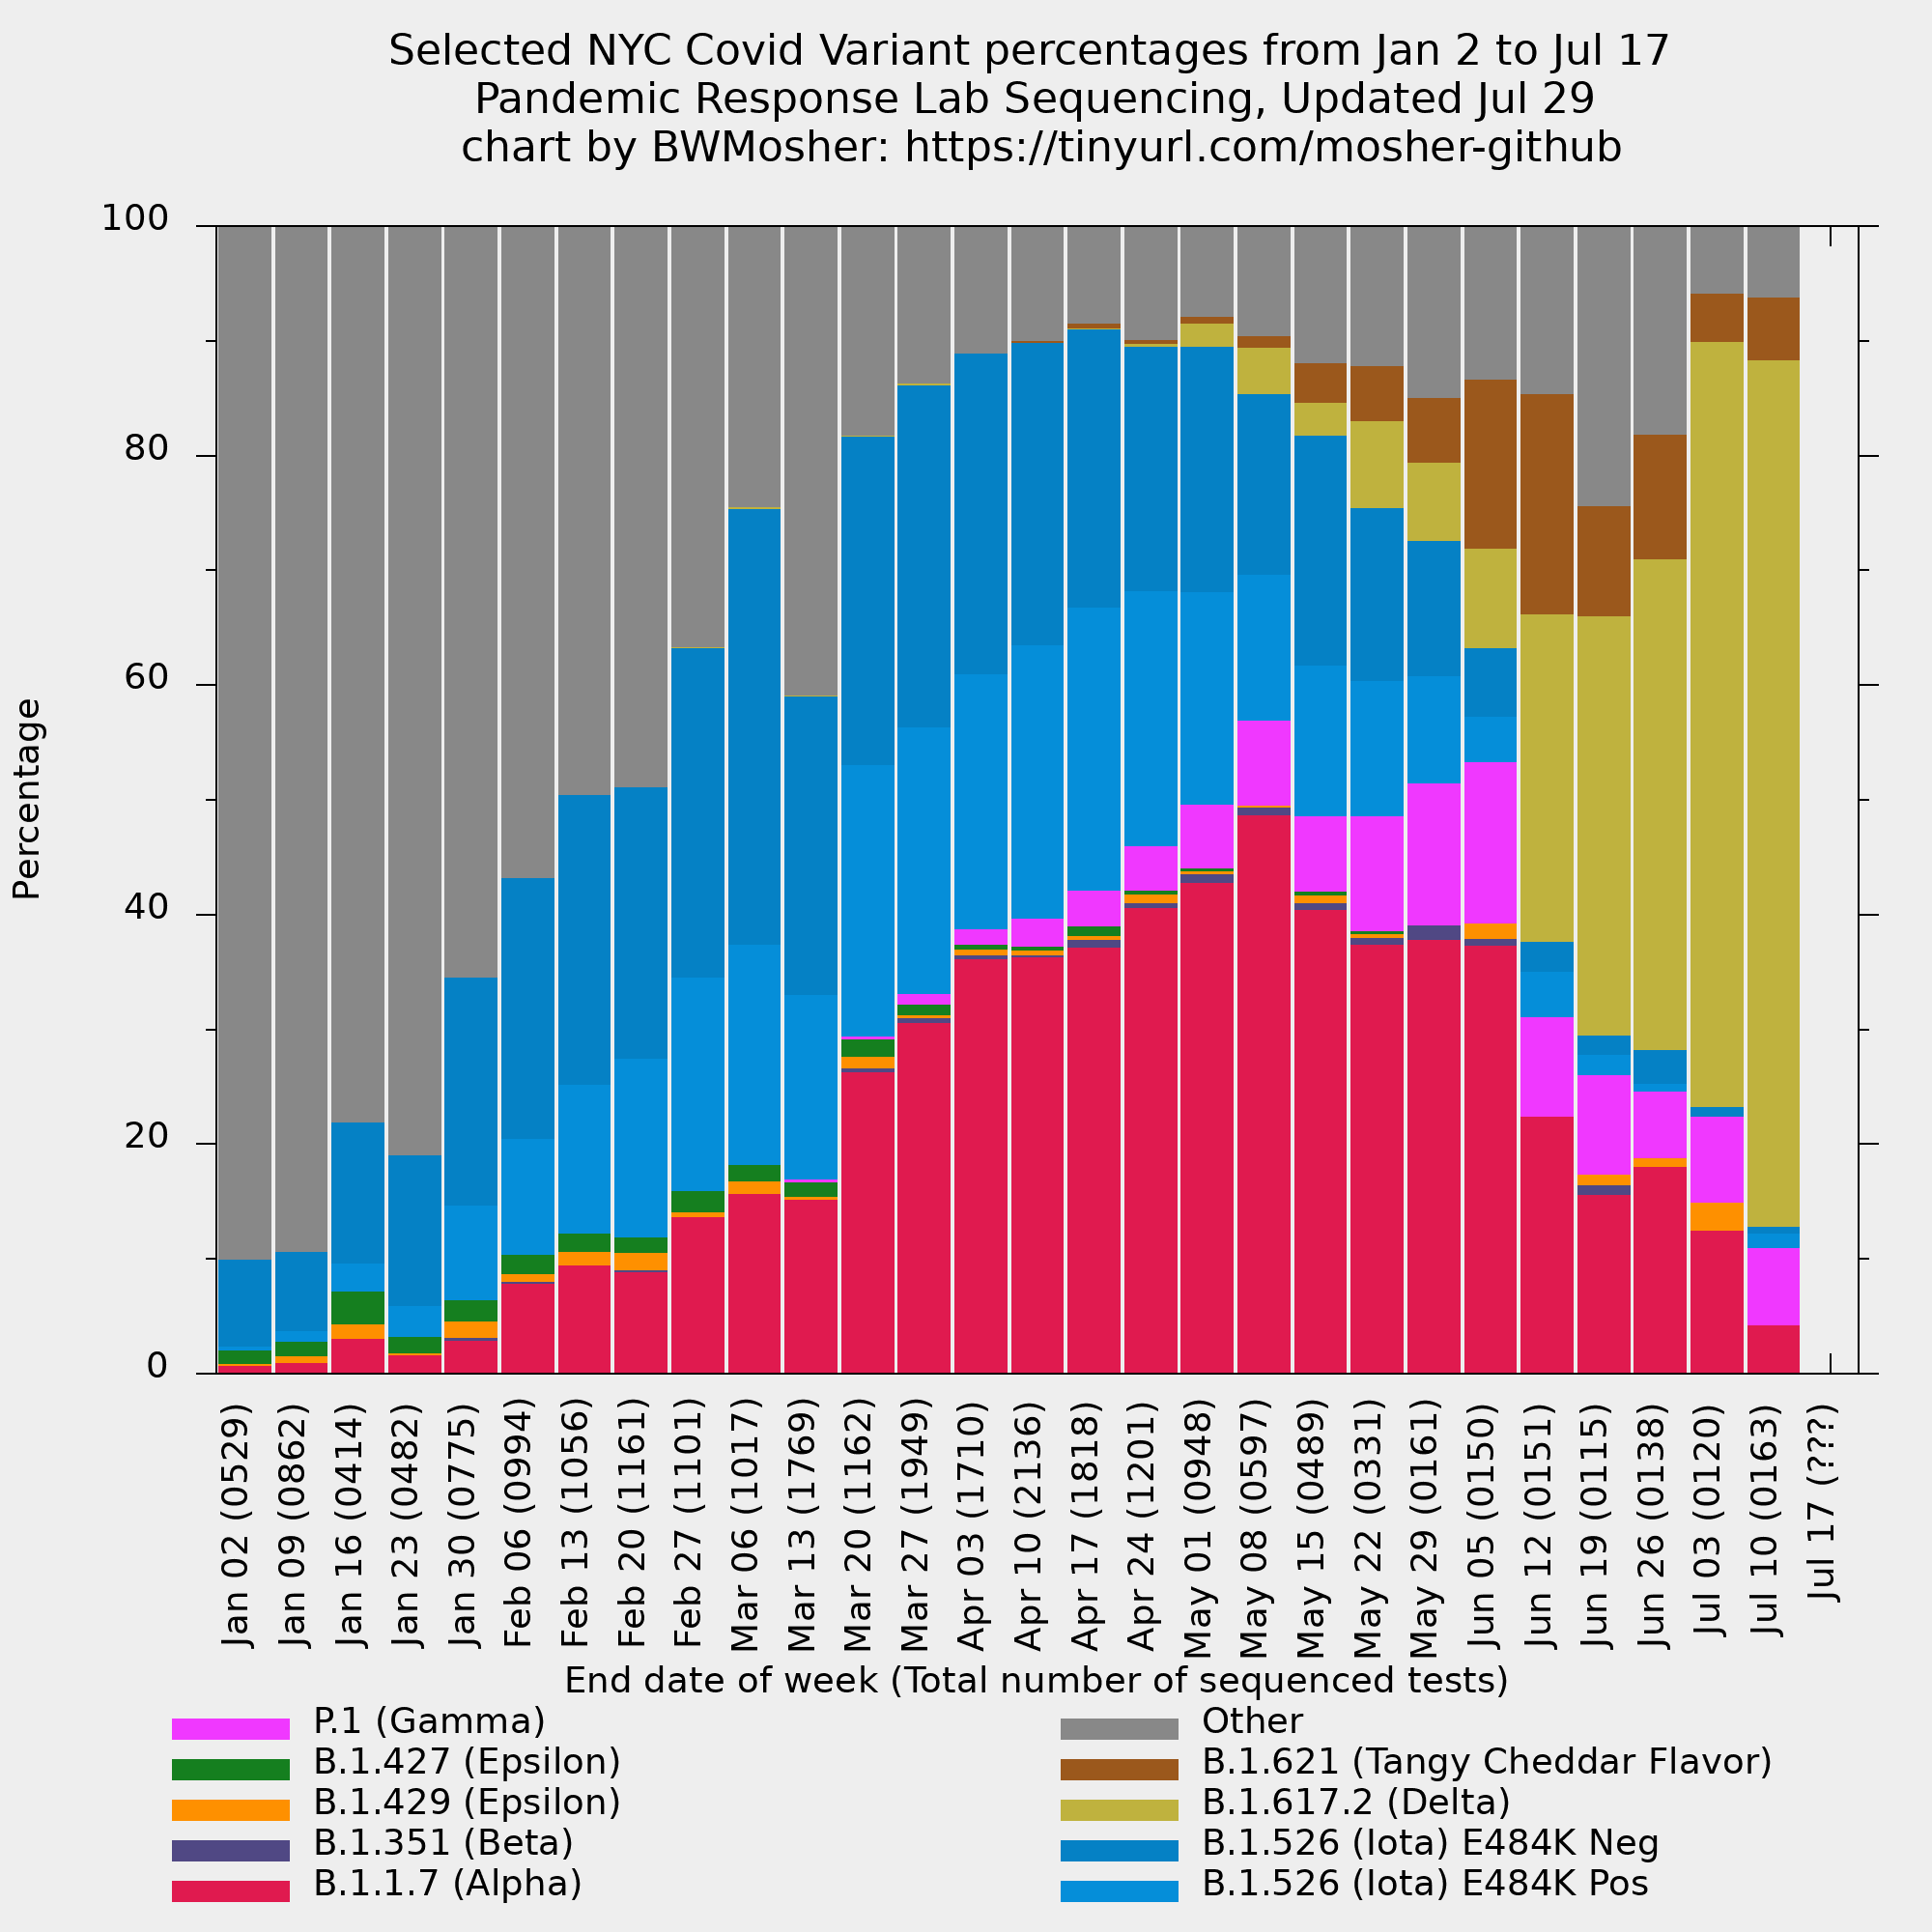 Selected NYC Covid Variant percentages from Jan 2 to Jul 17
Pandemic Response Lab Sequencing, Updated Jul 29
chart by BWMosher: https://tinyurl.com/mosher-github
Percentage
100
80
60
40
20
0
Jan 02 (0529)
Jan 09 (0862)
Jan 16 (0414)
Jan 23 (0482)
Jan 30 (0775)
Feb 06 (0994)
Feb 13 (1056)
Feb 20 (1161)
Feb 27 (1101)
Mar 06 (1017)
Mar 13 (1769)
Mar 20 (1162)
Mar 27 (1949)
Apr 03 (1710)
Apr 10 (2136)
Apr 17 (1818)
Apr 24 (1201)
May 01 (0948)
May 08 (0597)
May 15 (0489)
May 22 (0331)
May 29 (0161)
Jun 05 (0150)
Jun 12 (0151)
Jun 19 (0115)
Jun 26 (0138)
Jul 03 (0120)
Jul 10 (0163)
Jul 17 (???)
End date of week (Total number of sequenced tests)
P.1 (Gamma)
B.1.427 (Epsilon)
B.1.429 (Epsilon)
B.1.351 (Beta)
B.1.1.7 (Alpha)
Other
B.1.621 (Tangy Cheddar Flavor)
B.1.617.2 (Delta)
B.1.526 (Iota) E484K Neg
B.1.526 (Iota) E484K Pos